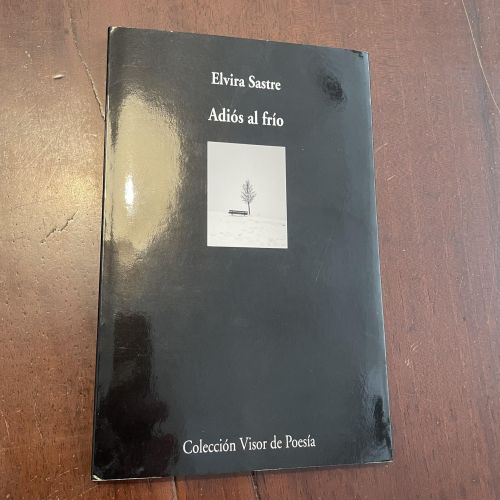 Elvira Sastre
Adiós al frío
Colección Visor de Poesía